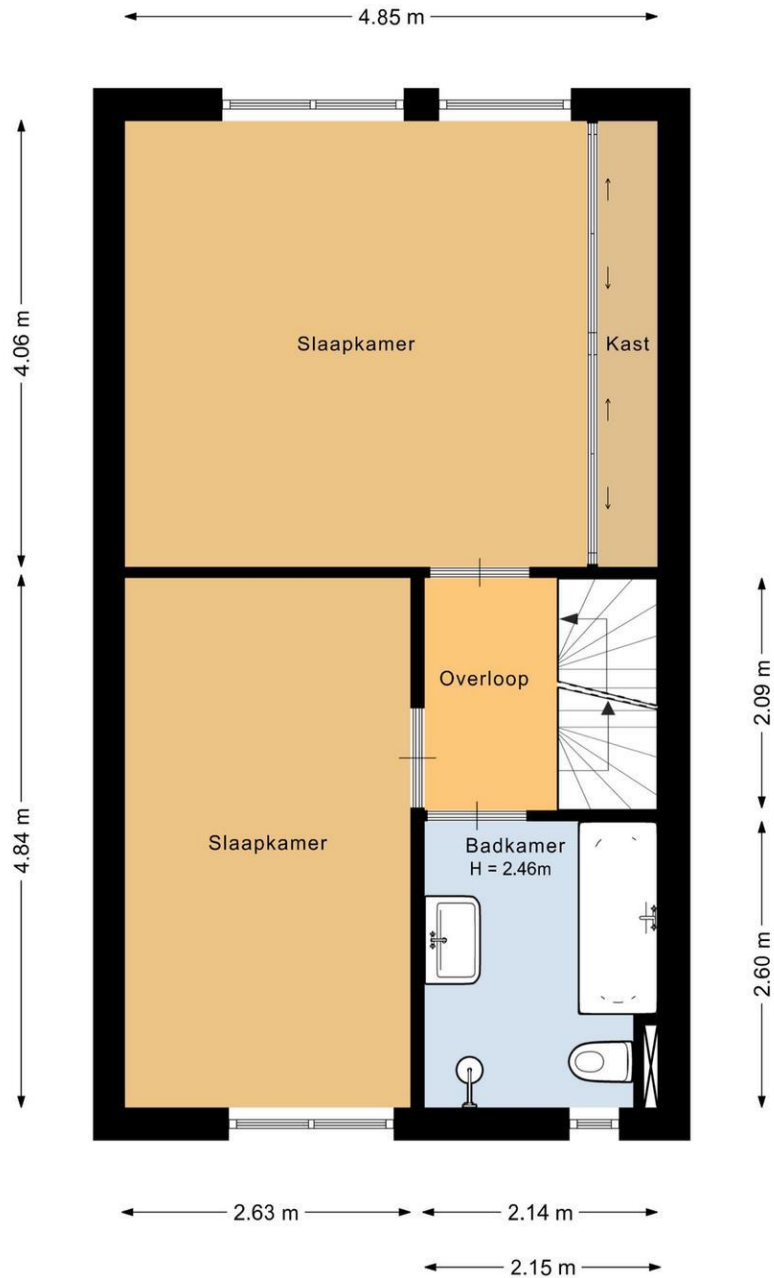 4.85 m
4.06 m
Slaapkamer
Kast
Overloop
2.09 m
4.84 m
Slaapkamer
Badkamer
H = 2.46m
2.60 m
2.63 m
2.14 m
2.15 m